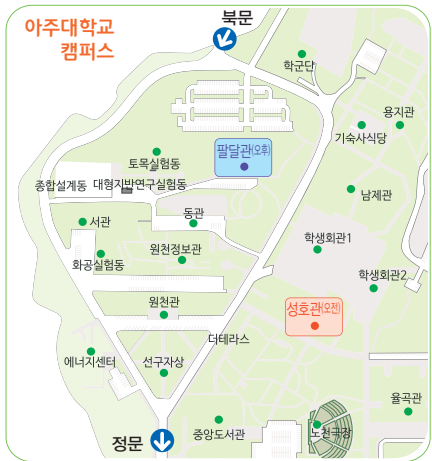 아주대학교
캠퍼스
북문
학군단
용지관
기숙사식당
토목실험동
팔달관(오후)
종합설계동
대형지반연구실험동
남제관
서관
동관
학생회관1
화공실험동
원천정보관
학생회관2
원천관
성호관(오전)
더테라스
에너지센터
선구자상
율곡관
정문
중앙도서관
노천극장